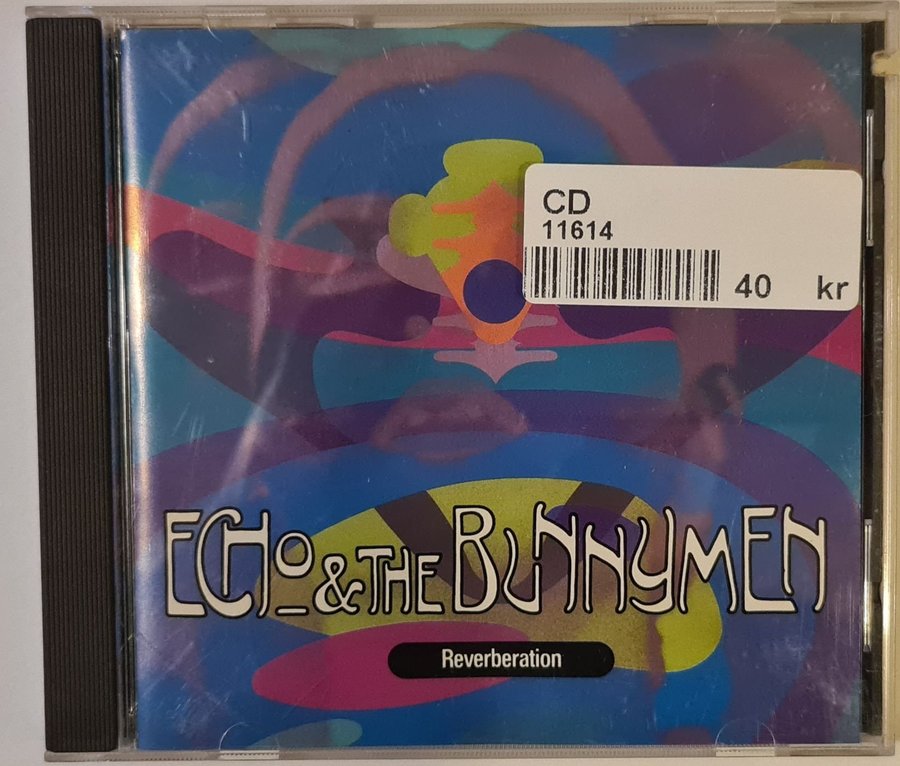 CD
11614
40 kr
ECHO & THE BUNNYMEN
Reverberation